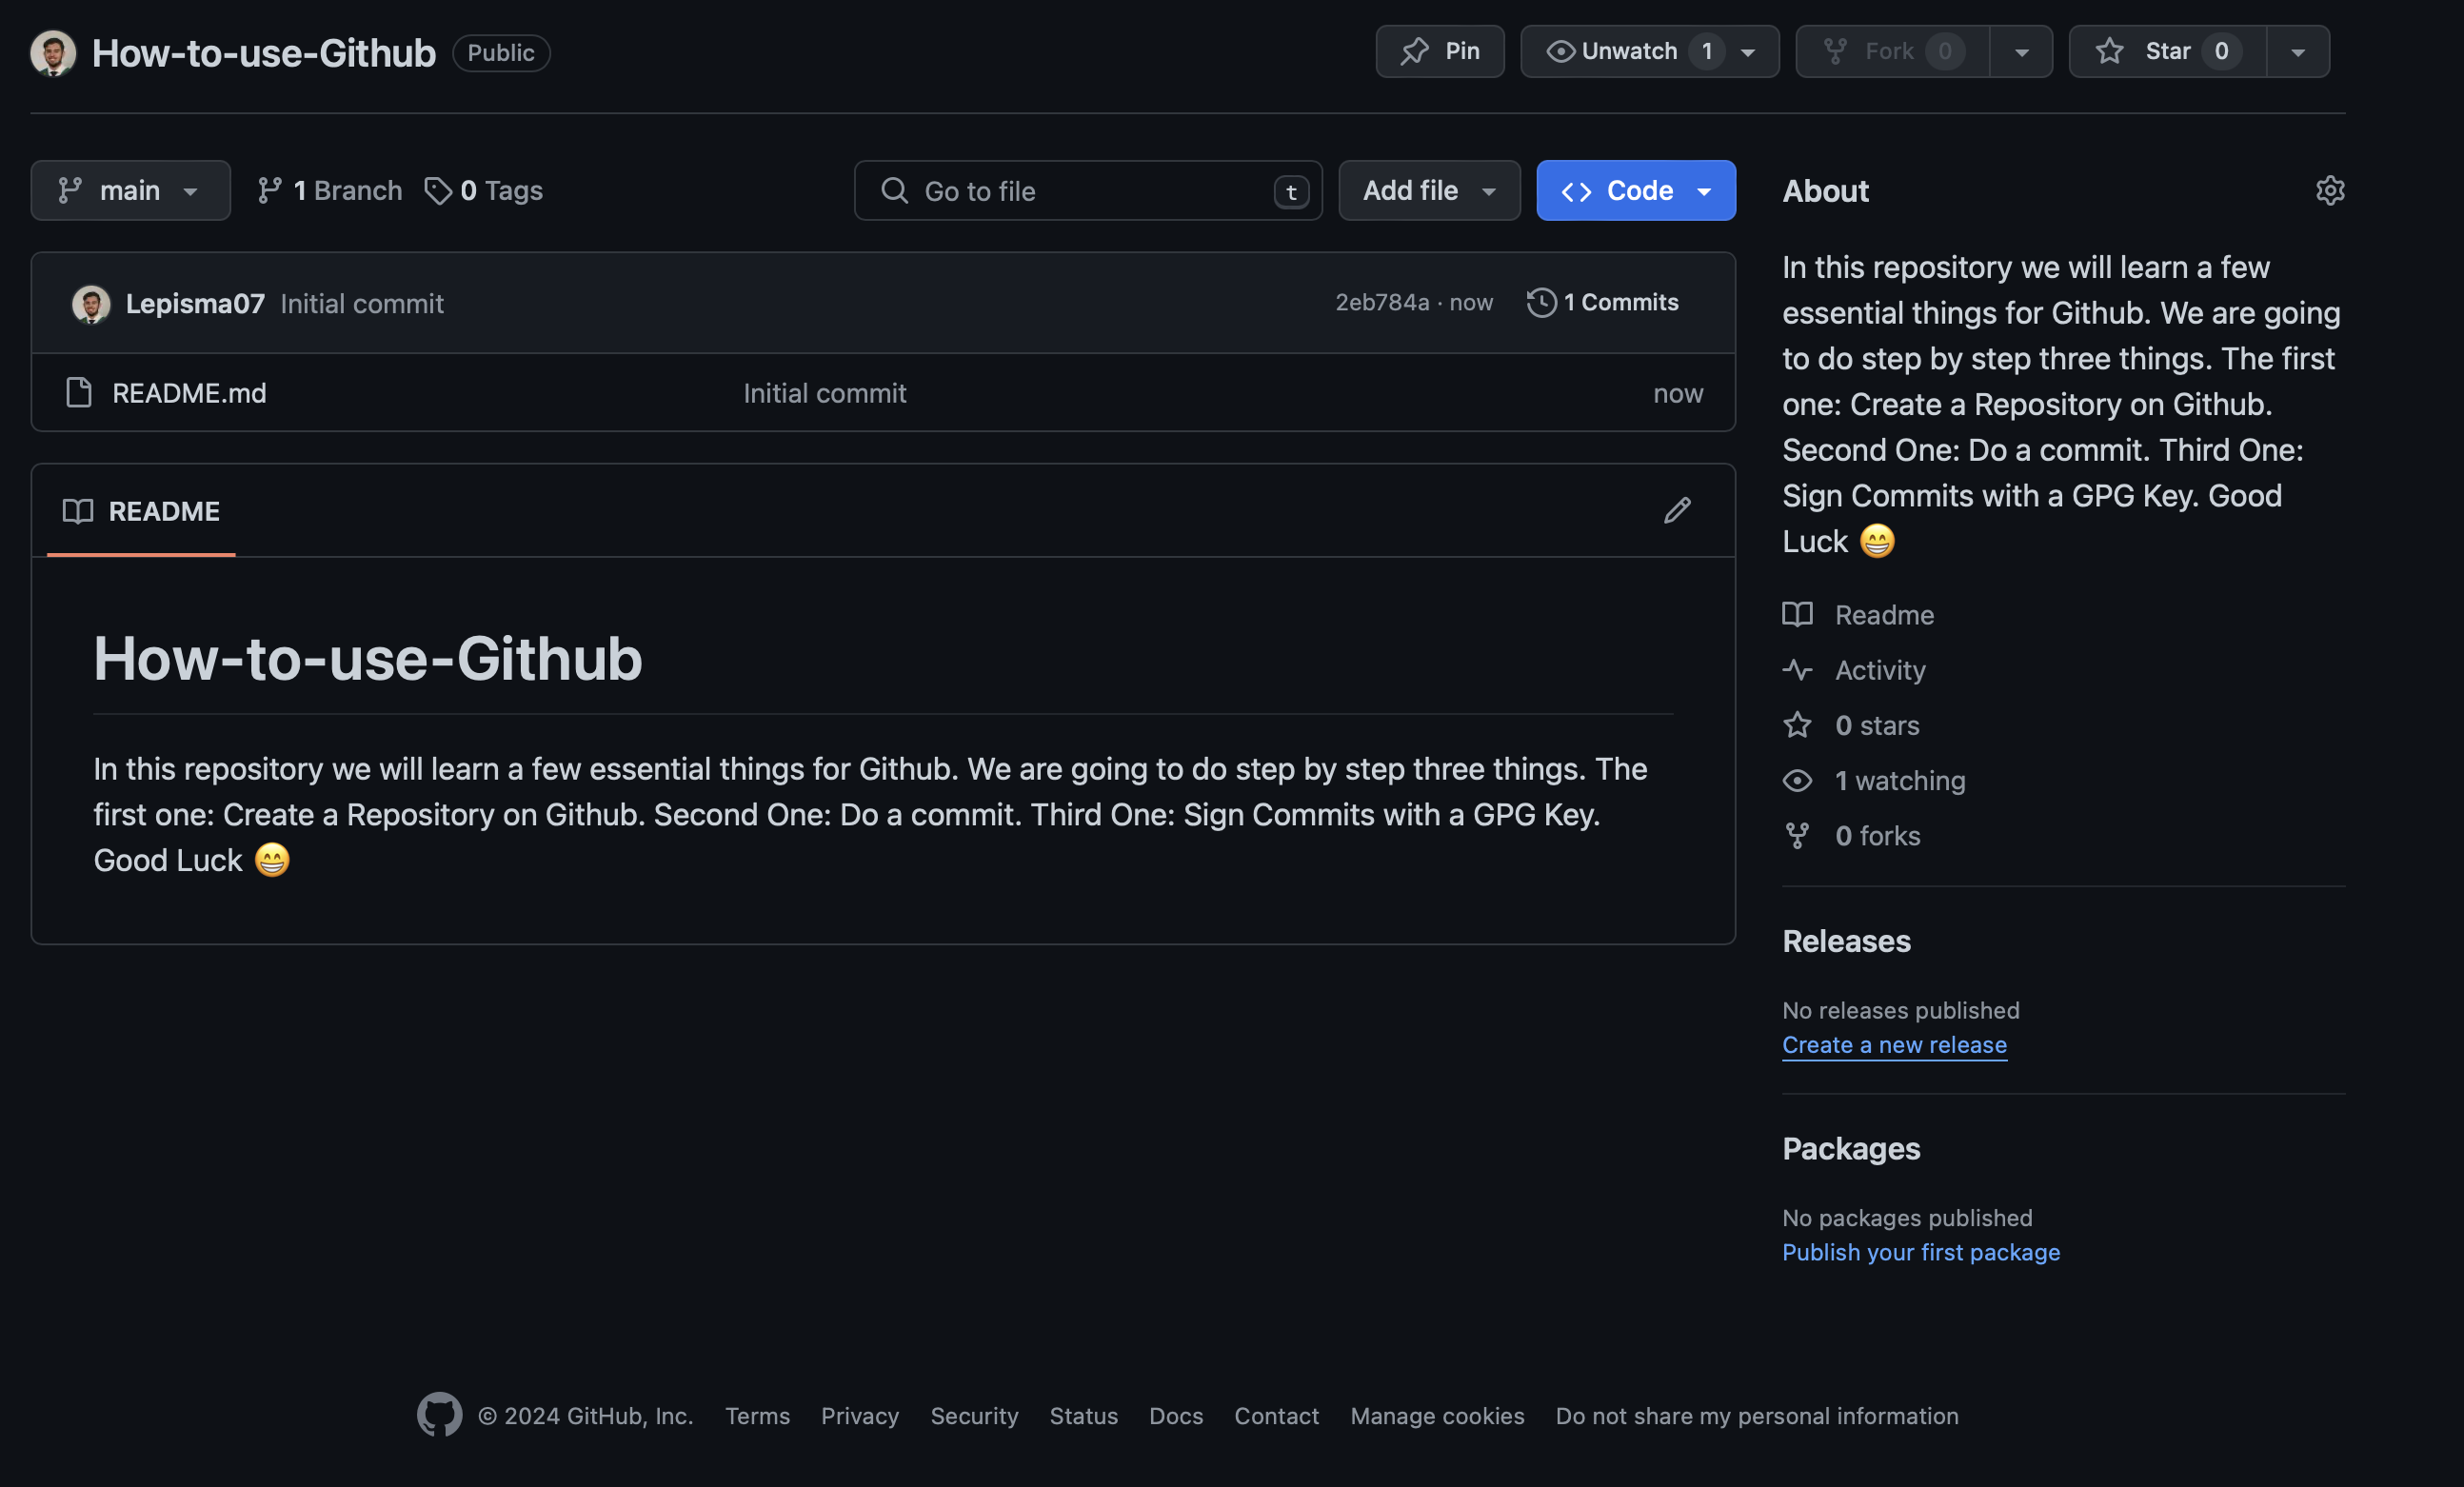 How-to-use-Github Public
Pin
Unwatch 1
Fork 0
Star 0
main
1 Branch
0 Tags
Go to file t
Add file
Code
Lepisma07 Initial commit
2eb784a · now
1 Commits
README.md
Initial commit
now
README
How-to-use-Github
In this repository we will learn a few essential things for Github. We are going to do step by step three things. The
first one: Create a Repository on Github. Second One: Do a commit. Third One: Sign Commits with a GPG Key.
Good Luck 😁
About
In this repository we will learn a few
essential things for Github. We are going
to do step by step three things. The first
one: Create a Repository on Github.
Second One: Do a commit. Third One:
Sign Commits with a GPG Key. Good
Luck 😁
Readme
Activity
0 stars
1 watching
0 forks
Releases
No releases published
Create a new release
Packages
No packages published
Publish your first package
© 2024 GitHub, Inc. Terms Privacy Security Status Docs Contact Manage cookies Do not share my personal information